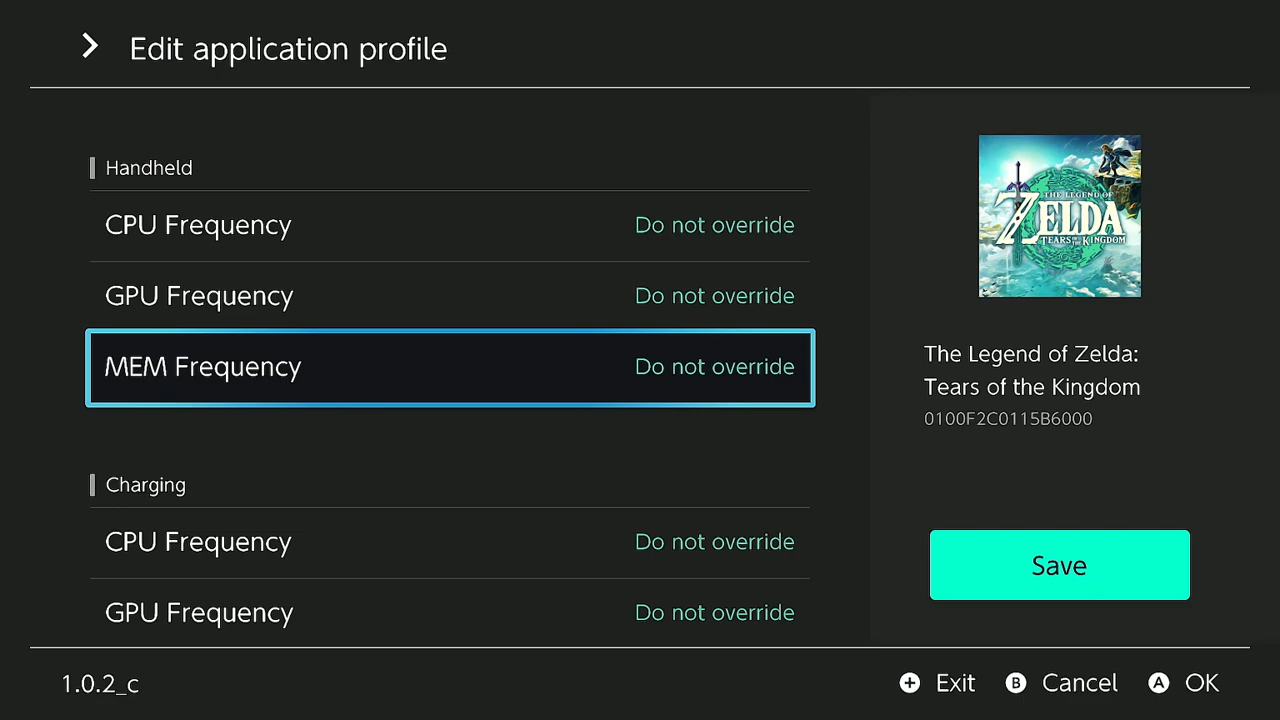 Edit application profile
Handheld
CPU Frequency Do not override
GPU Frequency Do not override
MEM Frequency Do not override
Charging
CPU Frequency Do not override
GPU Frequency Do not override
THE LEGEND OF
ZELDA
TEARS OF THE KINGDOM
The Legend of Zelda:
Tears of the Kingdom
0100F2C0115B6000
Save
1.0.2_c
+ Exit B Cancel A OK